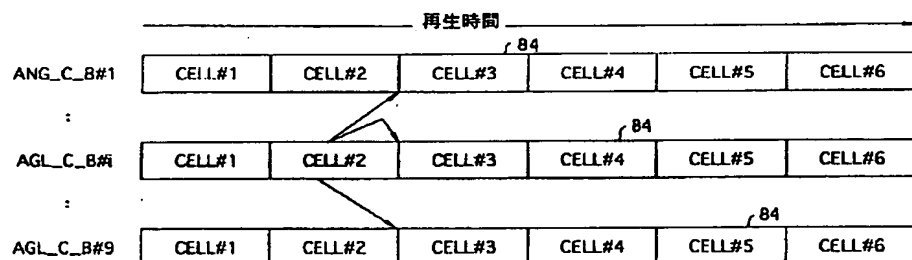 再生時間
84
ANG_C_B#1 CELL#1 CELL#2 CELL#3 CELL#4 CELL#5 CELL#6
:
84
AGL_C_B#i CELL#1 CELL#2 CELL#3 CELL#4 CELL#5 CELL#6
:
84
AGL_C_B#9 CELL#1 CELL#2 CELL#3 CELL#4 CELL#5 CELL#6